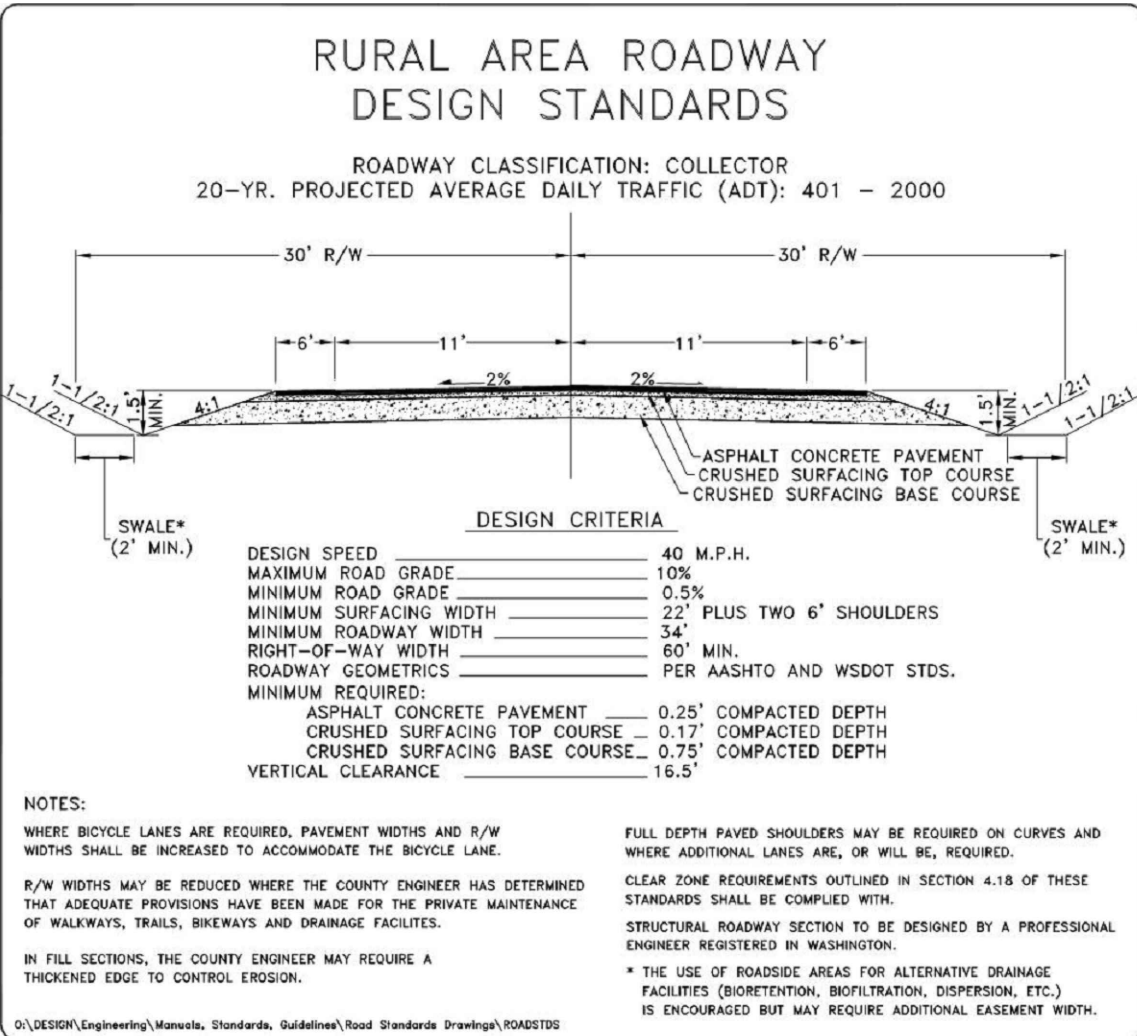 RURAL AREA ROADWAY
DESIGN STANDARDS
ROADWAY CLASSIFICATION: COLLECTOR
20-YR. PROJECTED AVERAGE DAILY TRAFFIC (ADT): 401 - 2000
30' R/W
30' R/W
6'
11'
11'
6'
2%
2%
1-1/2:1
1-1/2:1
1.5' MIN.
4:1
4:1
1.5' MIN.
1-1/2:1
1-1/2:1
ASPHALT CONCRETE PAVEMENT
CRUSHED SURFACING TOP COURSE
CRUSHED SURFACING BASE COURSE
SWALE*
(2' MIN.)
SWALE*
(2' MIN.)
DESIGN CRITERIA
DESIGN SPEED 40 M.P.H.
MAXIMUM ROAD GRADE 10%
MINIMUM ROAD GRADE 0.5%
MINIMUM SURFACING WIDTH 22' PLUS TWO 6' SHOULDERS
MINIMUM ROADWAY WIDTH 34'
RIGHT-OF-WAY WIDTH 60' MIN.
ROADWAY GEOMETRICS PER AASHTO AND WSDOT STDS.
MINIMUM REQUIRED:
ASPHALT CONCRETE PAVEMENT 0.25' COMPACTED DEPTH
CRUSHED SURFACING TOP COURSE 0.17' COMPACTED DEPTH
CRUSHED SURFACING BASE COURSE 0.75' COMPACTED DEPTH
VERTICAL CLEARANCE 16.5'
NOTES:
WHERE BICYCLE LANES ARE REQUIRED, PAVEMENT WIDTHS AND R/W
WIDTHS SHALL BE INCREASED TO ACCOMMODATE THE BICYCLE LANE.
R/W WIDTHS MAY BE REDUCED WHERE THE COUNTY ENGINEER HAS DETERMINED
THAT ADEQUATE PROVISIONS HAVE BEEN MADE FOR THE PRIVATE MAINTENANCE
OF WALKWAYS, TRAILS, BIKEWAYS AND DRAINAGE FACILITES.
IN FILL SECTIONS, THE COUNTY ENGINEER MAY REQUIRE A
THICKENED EDGE TO CONTROL EROSION.
FULL DEPTH PAVED SHOULDERS MAY BE REQUIRED ON CURVES AND
WHERE ADDITIONAL LANES ARE, OR WILL BE, REQUIRED.
CLEAR ZONE REQUIREMENTS OUTLINED IN SECTION 4.18 OF THESE
STANDARDS SHALL BE COMPLIED WITH.
STRUCTURAL ROADWAY SECTION TO BE DESIGNED BY A PROFESSIONAL
ENGINEER REGISTERED IN WASHINGTON.
* THE USE OF ROADSIDE AREAS FOR ALTERNATIVE DRAINAGE
FACILITIES (BIORETENTION, BIOFILTRATION, DISPERSION, ETC.)
IS ENCOURAGED BUT MAY REQUIRE ADDITIONAL EASEMENT WIDTH.
O:\DESIGN\Engineering\Manuals, Standards, Guidelines\Road Standards Drawings\ROADSTDS